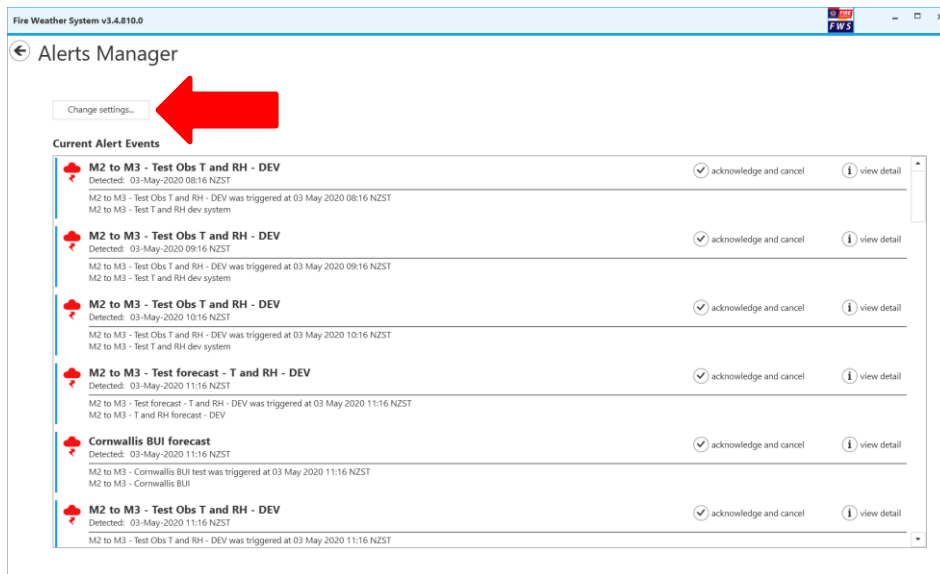 Fire Weather System v3.4.810.0
FIRE
FWS
Alerts Manager
Change settings...
Current Alert Events
M2 to M3 - Test Obs T and RH - DEV
Detected: 03-May-2020 08:16 NZST
acknowledge and cancel
view detail
M2 to M3 - Test Obs T and RH - DEV was triggered at 03 May 2020 08:16 NZST
M2 to M3 - Test T and RH dev system
M2 to M3 - Test Obs T and RH - DEV
Detected: 03-May-2020 09:16 NZST
acknowledge and cancel
view detail
M2 to M3 - Test Obs T and RH - DEV was triggered at 03 May 2020 09:16 NZST
M2 to M3 - Test T and RH dev system
M2 to M3 - Test Obs T and RH - DEV
Detected: 03-May-2020 10:16 NZST
acknowledge and cancel
view detail
M2 to M3 - Test Obs T and RH - DEV was triggered at 03 May 2020 10:16 NZST
M2 to M3 - Test T and RH dev system
M2 to M3 - Test forecast - T and RH - DEV
Detected: 03-May-2020 11:16 NZST
acknowledge and cancel
view detail
M2 to M3 - Test forecast - T and RH - DEV was triggered at 03 May 2020 11:16 NZST
M2 to M3 - T and RH forecast - DEV
Cornwallis BUI forecast
Detected: 03-May-2020 11:16 NZST
acknowledge and cancel
view detail
M2 to M3 - Cornwallis BUI test was triggered at 03 May 2020 11:16 NZST
M2 to M3 - Cornwallis BUI
M2 to M3 - Test Obs T and RH - DEV
Detected: 03-May-2020 11:16 NZST
acknowledge and cancel
view detail
M2 to M3 - Test Obs T and RH - DEV was triggered at 03 May 2020 11:16 NZST